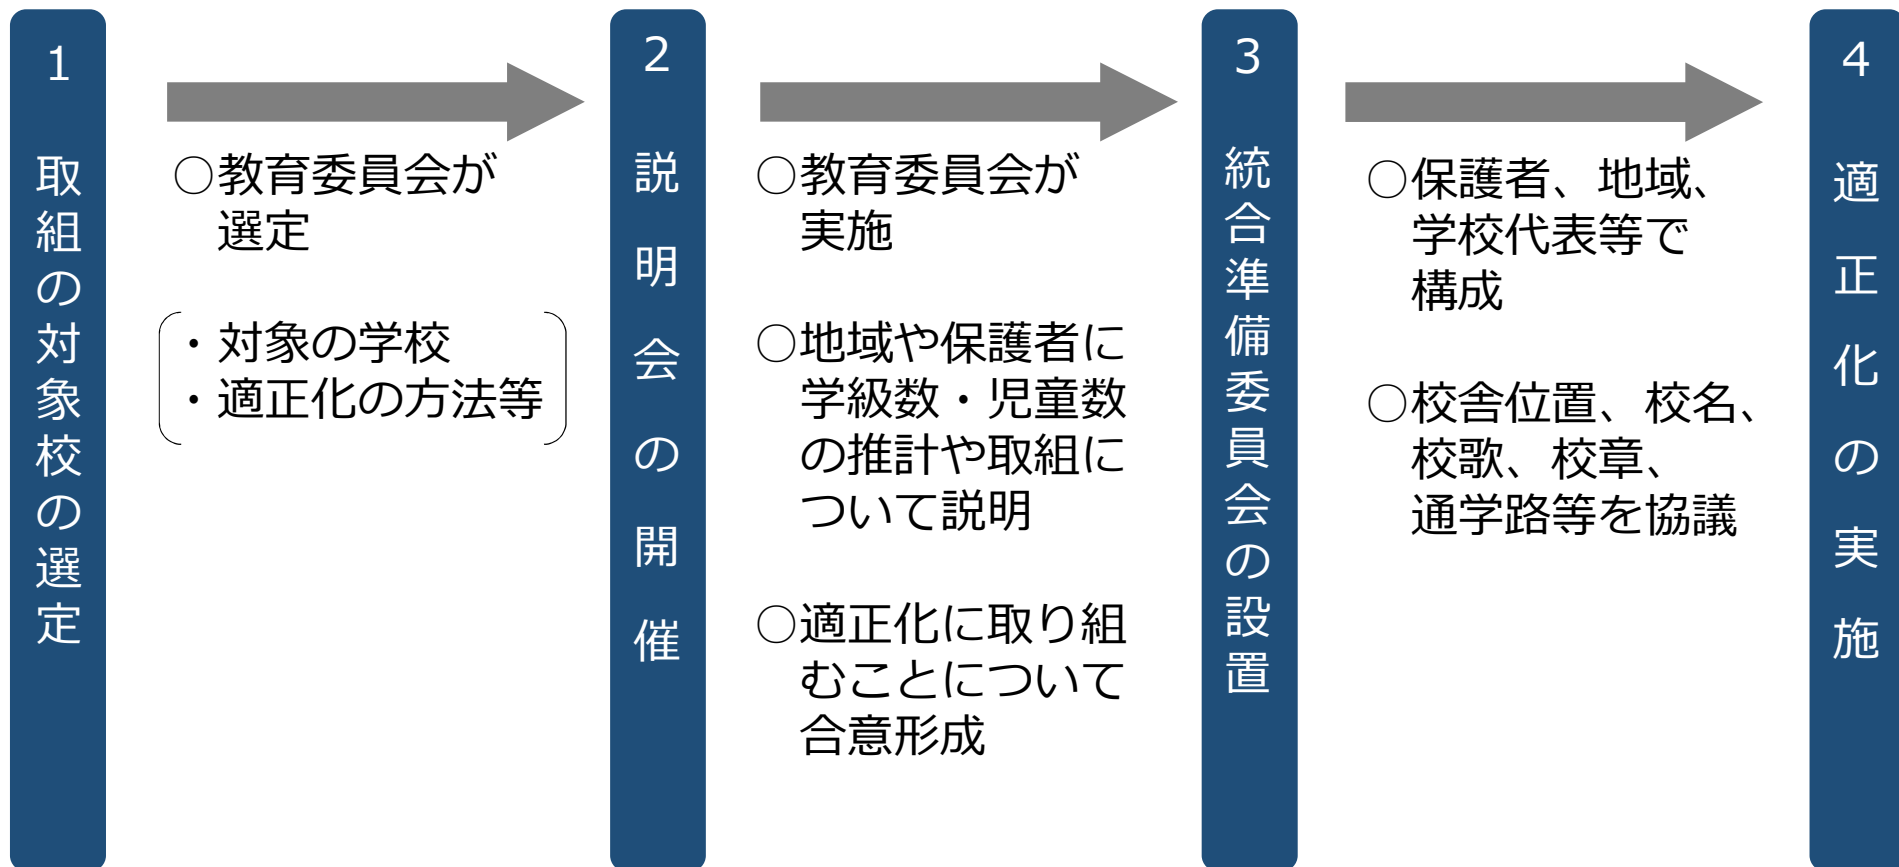 1 取組の対象校の選定
○教育委員会が
選定
・対象の学校
・適正化の方法等
2 説明会の開催
○教育委員会が
実施
○地域や保護者に
学級数・児童数
の推計や取組に
ついて説明
○適正化に取り組
むことについて
合意形成
3 統合準備委員会の設置
○保護者、地域、
学校代表等で
構成
○校舎位置、校名、
校歌、校章、
通学路等を協議
4 適正化の実施